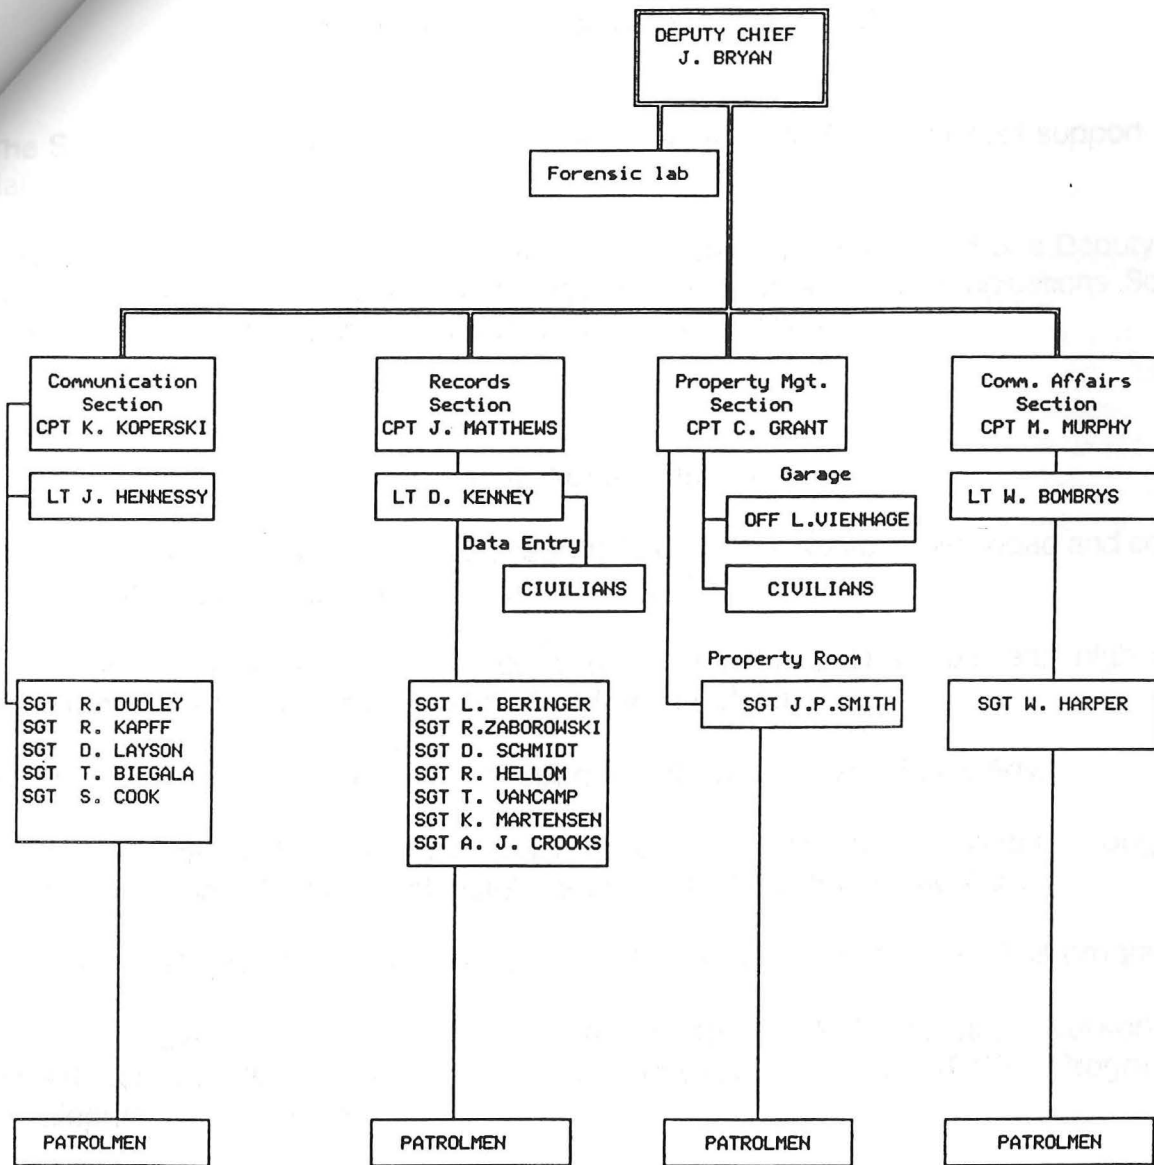 DEPUTY CHIEF
J. BRYAN
Forensic lab
Communication
Section
CPT K. KOPERSKI
LT J. HENNESSY
SGT R. DUDLEY
SGT R. KAPFF
SGT D. LAYSON
SGT T. BIEGALA
SGT S. COOK
PATROLMEN
Records
Section
CPT J. MATTHEWS
LT D. KENNEY
Data Entry
CIVILIANS
SGT L. BERINGER
SGT R.ZABOROWSKI
SGT D. SCHMIDT
SGT R. HELLOM
SGT T. VANCAMP
SGT K. MARTENSEN
SGT A. J. CROOKS
PATROLMEN
Property Mgt.
Section
CPT C. GRANT
Garage
OFF L.VIENHAGE
CIVILIANS
Property Room
SGT J.P.SMITH
PATROLMEN
Comm. Affairs
Section
CPT M. MURPHY
LT W. BOMBRYS
SGT W. HARPER
PATROLMEN